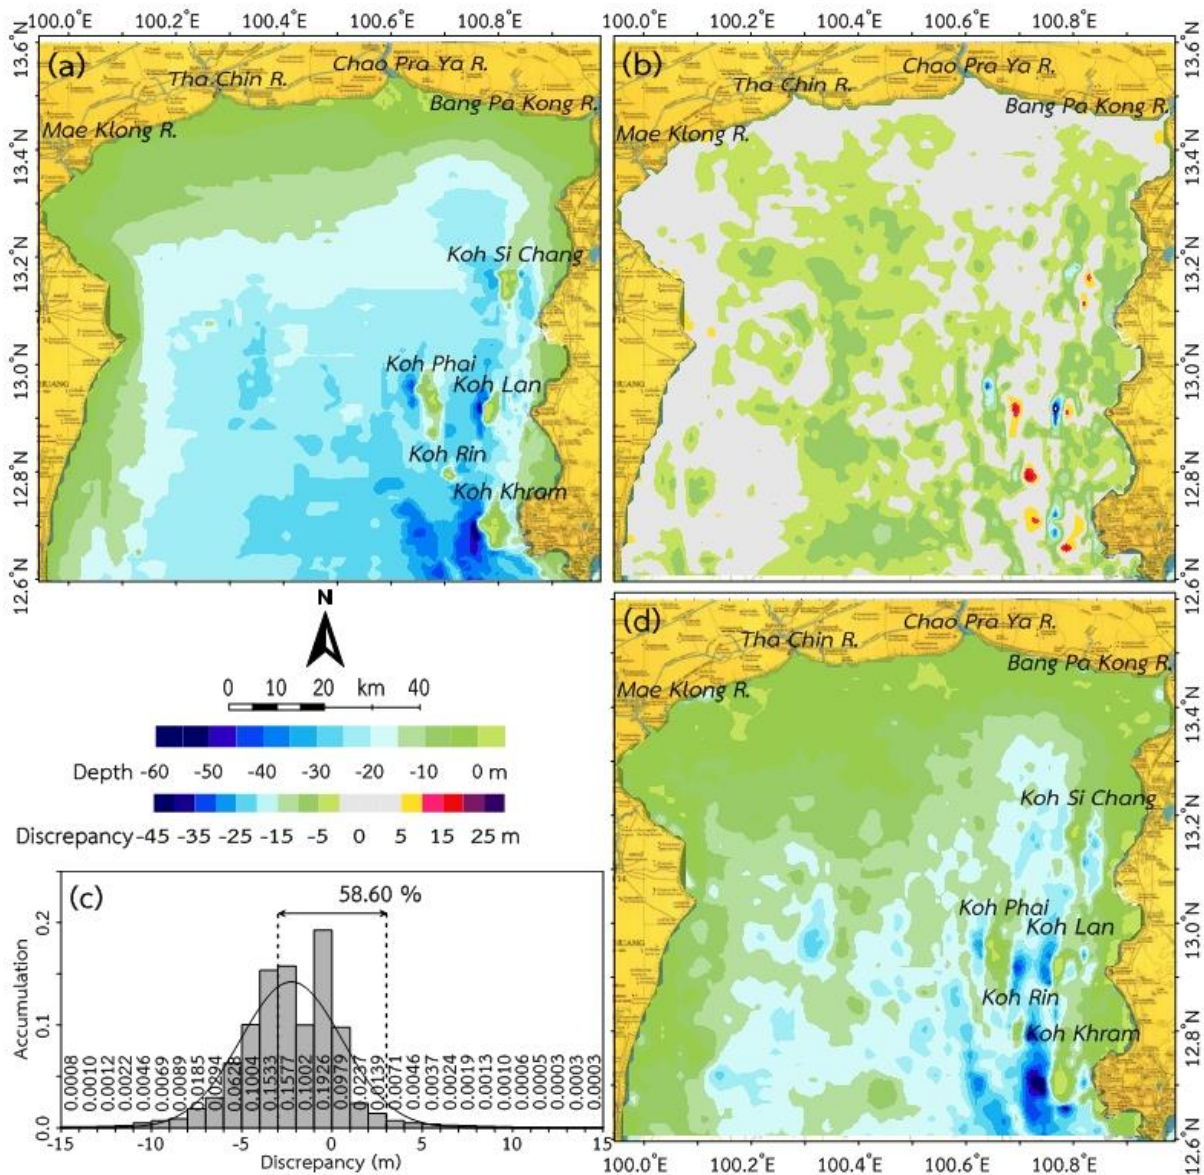 100.0°E 100.2°E 100.4°E 100.6°E 100.8°E
100.0°E 100.2°E 100.4°E 100.6°E 100.8°E
13.6°N
13.4°N
13.2°N
13.0°N
12.8°N
12.6°N
(a)
Chao Pra Ya R.
Tha Chin R.
Bang Pa Kong R.
Mae Klong R.
Koh Si Chang
Koh Phai
Koh Lan
Koh Rin
Koh Khram
HUANG
(b)
Chao Pra Ya R.
Tha Chin R.
Bang Pa Kong R.
Mae Klong R.
HUANG
13.6°N
13.4°N
13.2°N
13.0°N
12.8°N
12.6°N
N
0 10 20 km 40
Depth -60 -50 -40 -30 -20 -10 0 m
Discrepancy -45 -35 -25 -15 -5 0 5 15 25 m
(c)
58.60 %
Accumulation
0.2
0.1
0.0
0.0008 0.0010 0.0012 0.0022 0.0046 0.0069 0.0089 0.0185 0.0294 0.0628 0.1004 0.1533 0.1577 0.1002 0.1926 0.0979 0.0237 0.0139 0.0071 0.0046 0.0037 0.0024 0.0019 0.0013 0.0010 0.0006 0.0005 0.0003 0.0003 0.0003
-15 -10 -5 0 5 10 15
Discrepancy (m)
(d)
Chao Pra Ya R.
Tha Chin R.
Bang Pa Kong R.
Mae Klong R.
Koh Si Chang
Koh Phai
Koh Lan
Koh Rin
Koh Khram
HUANG
13.4°N
13.2°N
13.0°N
12.8°N
12.6°N
100.0°E 100.2°E 100.4°E 100.6°E 100.8°E